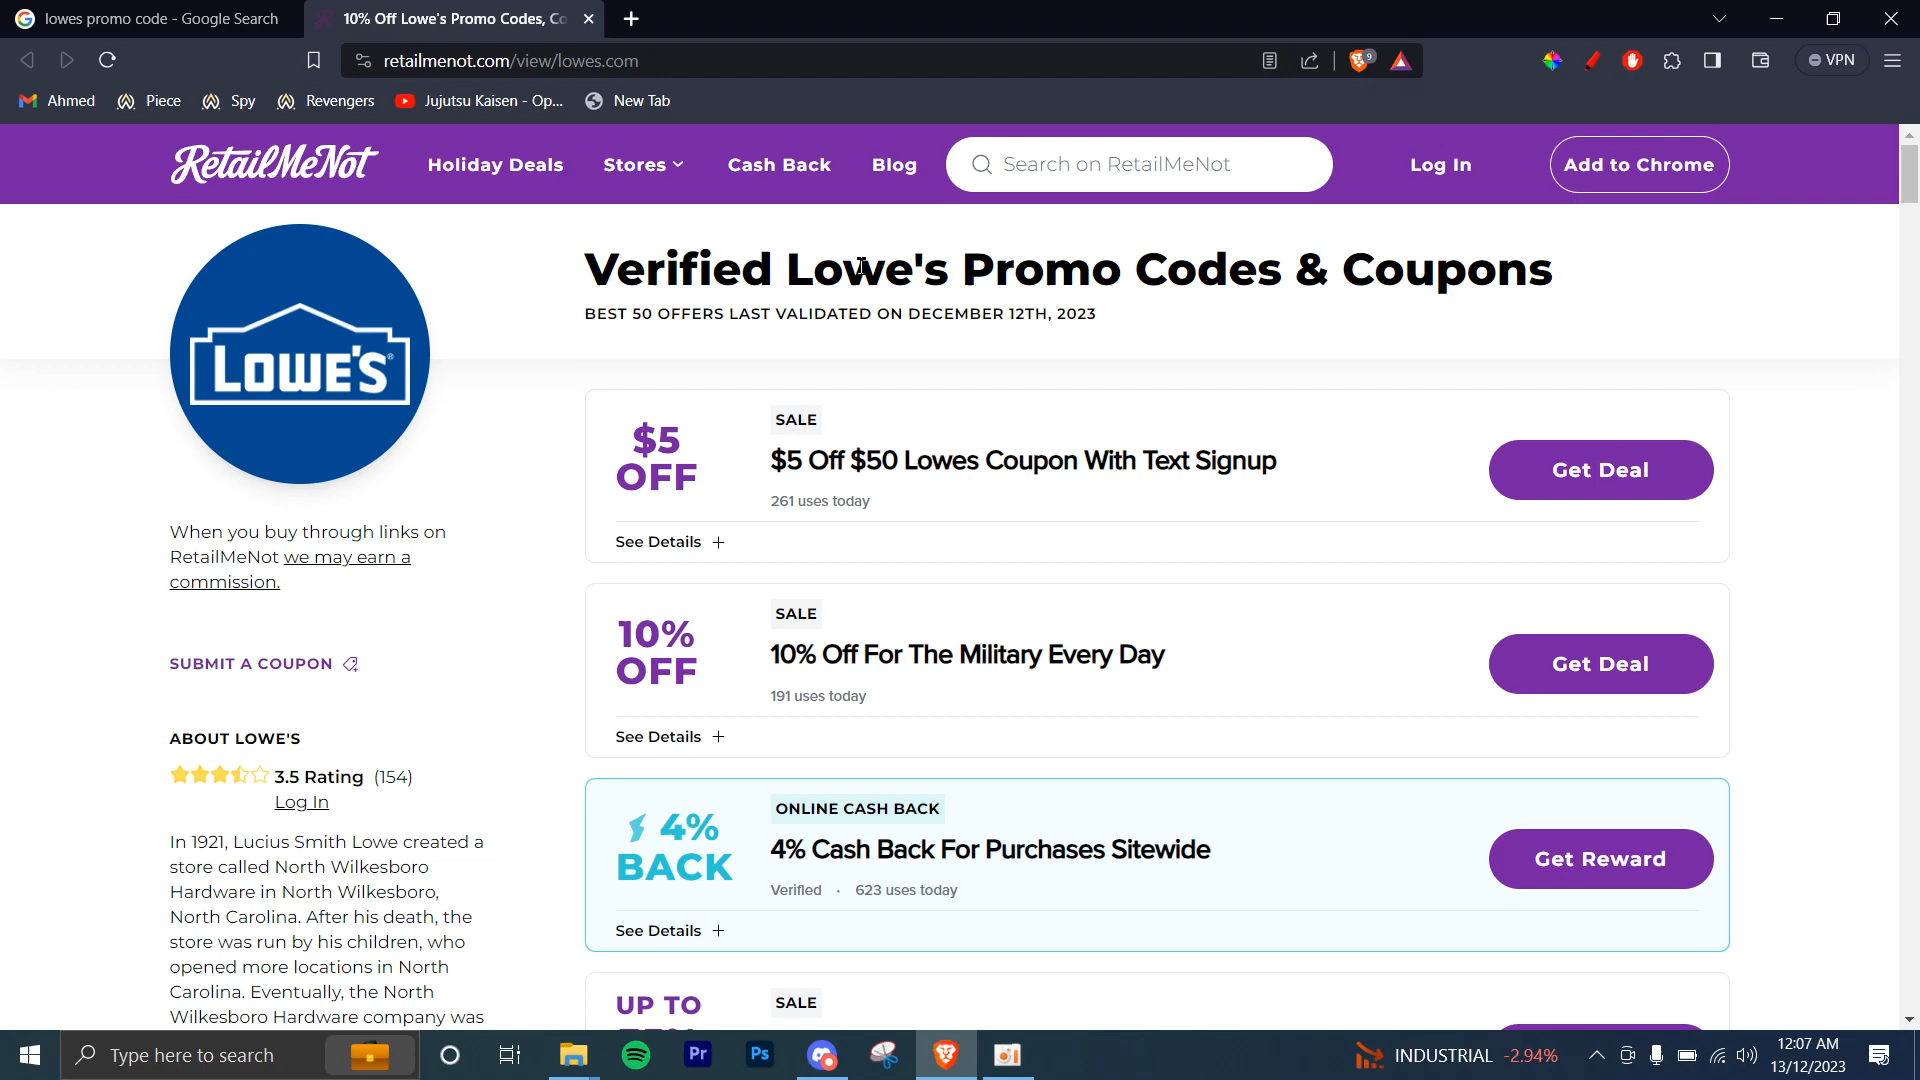 lowes promo code - Google Search
10% Off Lowe's Promo Codes, Co
retailmenot.com/view/lowes.com
9
VPN
Ahmed
Piece
Spy
Revengers
Jujutsu Kaisen - Op...
New Tab
RetailMeNot
Holiday Deals
Stores
Cash Back
Blog
Search on RetailMeNot
Log In
Add to Chrome
LOWE'S
Verified Lowe's Promo Codes & Coupons
BEST 50 OFFERS LAST VALIDATED ON DECEMBER 12TH, 2023
When you buy through links on
RetailMeNot we may earn a
commission.
SUBMIT A COUPON
ABOUT LOWE'S
3.5 Rating (154)
Log In
In 1921, Lucius Smith Lowe created a
store called North Wilkesboro
Hardware in North Wilkesboro,
North Carolina. After his death, the
store was run by his children, who
opened more locations in North
Carolina. Eventually, the North
Wilkesboro Hardware company was
$5
OFF
SALE
$5 Off $50 Lowes Coupon With Text Signup
261 uses today
Get Deal
See Details
10%
OFF
SALE
10% Off For The Military Every Day
191 uses today
Get Deal
See Details
4%
BACK
ONLINE CASH BACK
4% Cash Back For Purchases Sitewide
Verified · 623 uses today
Get Reward
See Details
UP TO
SALE
Type here to search
Pr
Ps
INDUSTRIAL -2.94%
12:07 AM
13/12/2023